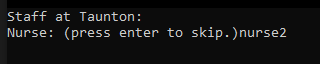 Staff at Taunton:
Nurse: (press enter to skip.)nurse2